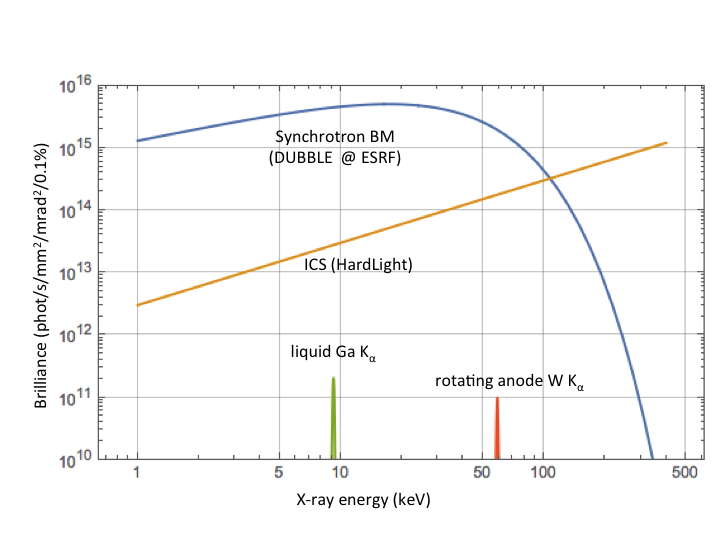 10^16
10^15
10^14
10^13
10^12
10^11
10^10
Brilliance (phot/s/mm²/mrad²/0.1%)
Synchrotron BM
(DUBBLE @ ESRF)
ICS (HardLight)
liquid Ga Kα
rotating anode W Kα
1 5 10 50 100 500
X-ray energy (keV)